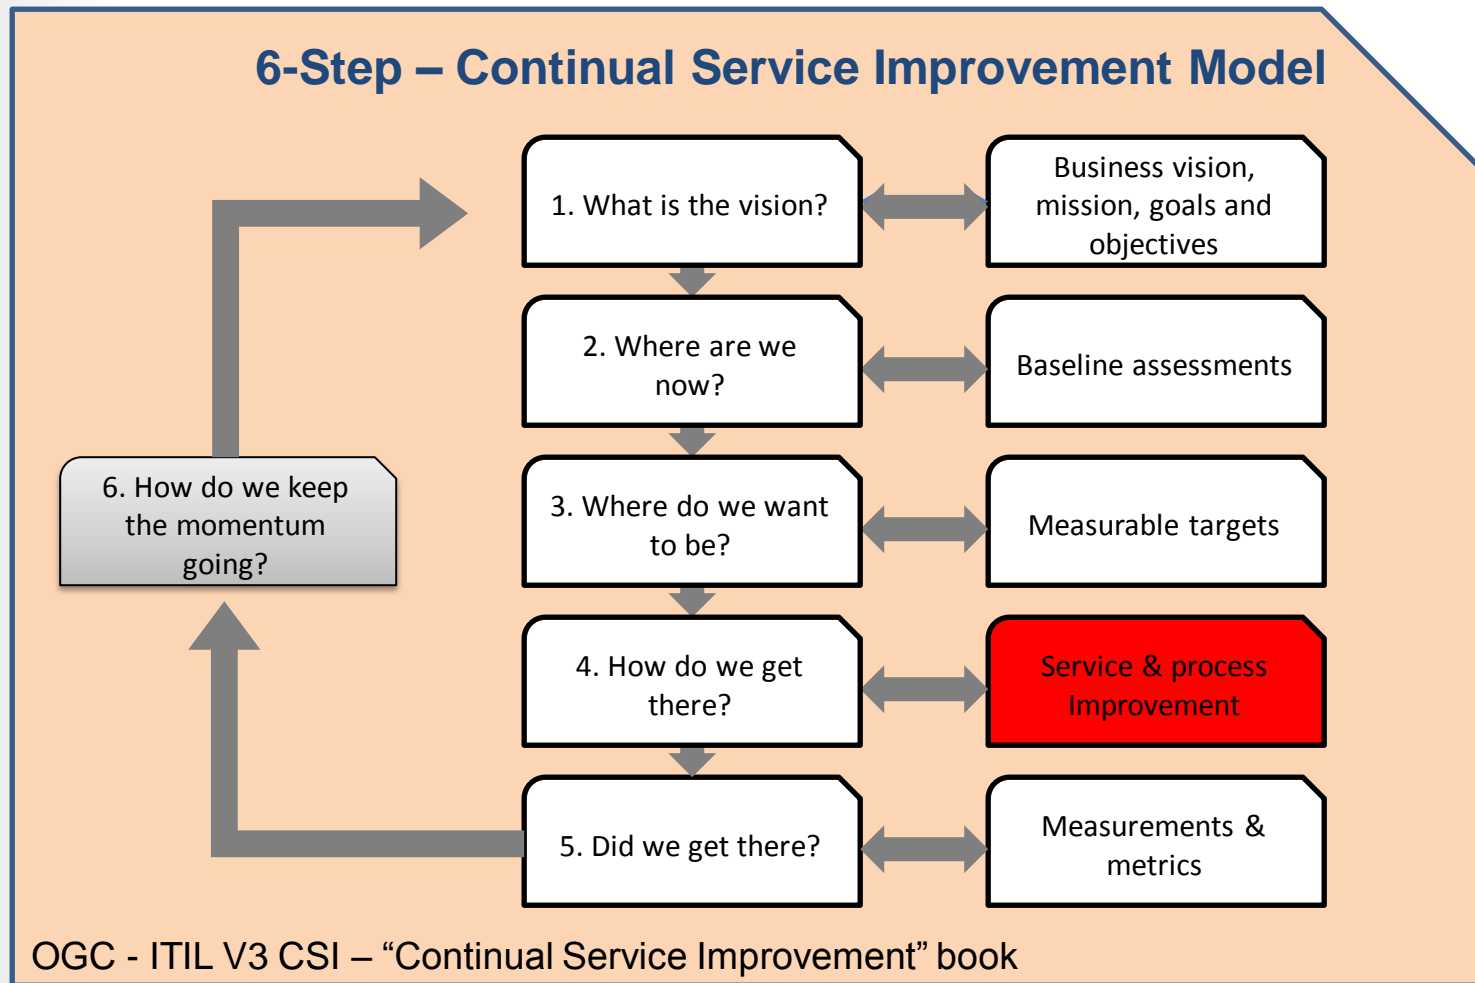 6-Step – Continual Service Improvement Model
1. What is the vision?
Business vision,
mission, goals and
objectives
2. Where are we
now?
Baseline assessments
3. Where do we want
to be?
Measurable targets
4. How do we get
there?
Service & process
Improvement
5. Did we get there?
Measurements &
metrics
6. How do we keep
the momentum
going?
OGC - ITIL V3 CSI – “Continual Service Improvement” book